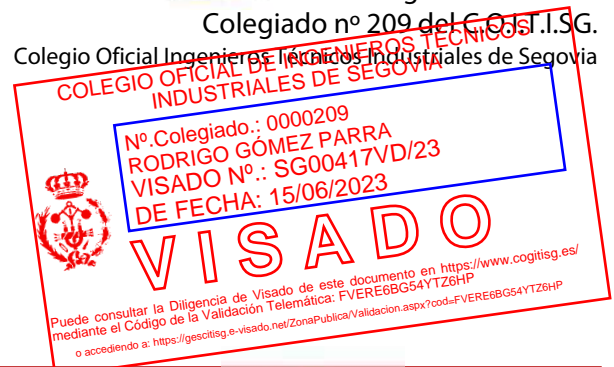 Colegiado nº 209 del C.O.I.T.I.SG.
Colegio Oficial Ingenieros Técnicos Industriales de Segovia
COLEGIO OFICIAL DE INGENIEROS TECNICOS
INDUSTRIALES DE SEGOVIA
Nº.Colegiado.: 0000209
RODRIGO GÓMEZ PARRA
VISADO Nº.: SG00417VD/23
DE FECHA: 15/06/2023
VISADO
Puede consultar la Diligencia de Visado de este documento en https://www.cogitisg.es/
mediante el Código de la Validación Telemática: FVERE6BG54YTZ6HP
o accediendo a: https://gescitisg.e-visado.net/ZonaPublica/Validacion.aspx?cod=FVERE6BG54YTZ6HP